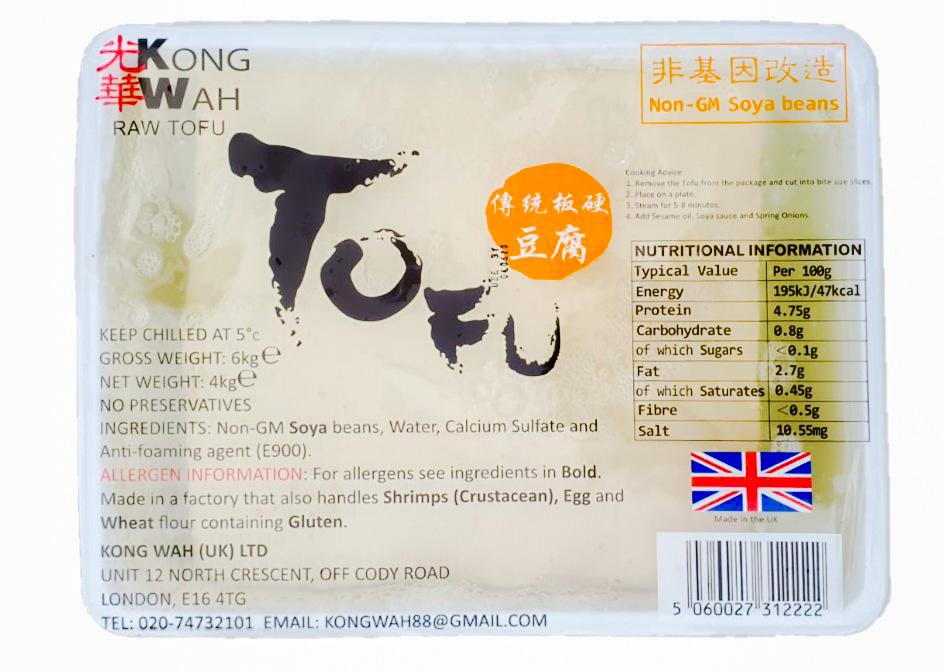 光華
KONG
WAH
RAW TOFU
非基因改造
Non-GM Soya beans
TOFU
傳統板硬
豆腐
USE BY
Cooking Advice
1. Remove the Tofu from the package and cut into bite size slices.
2. Place on a plate.
3. Steam for 5-8 minutes.
4. Add Sesame oil, Soya sauce and Spring Onions.
NUTRITIONAL INFORMATION
Typical Value Per 100g
Energy 195kJ/47kcal
Protein 4.75g
Carbohydrate 0.8g
of which Sugars <0.1g
Fat 2.7g
of which Saturates 0.45g
Fibre <0.5g
Salt 10.55mg
Made in the UK
5 060027 312222
KEEP CHILLED AT 5°c
GROSS WEIGHT: 6kg℮
NET WEIGHT: 4kg℮
NO PRESERVATIVES
INGREDIENTS: Non-GM Soya beans, Water, Calcium Sulfate and
Anti-foaming agent (E900).
ALLERGEN INFORMATION: For allergens see ingredients in Bold.
Made in a factory that also handles Shrimps (Crustacean), Egg and
Wheat flour containing Gluten.
KONG WAH (UK) LTD
UNIT 12 NORTH CRESCENT, OFF CODY ROAD
LONDON, E16 4TG
TEL: 020-74732101 EMAIL: KONGWAH88@GMAIL.COM